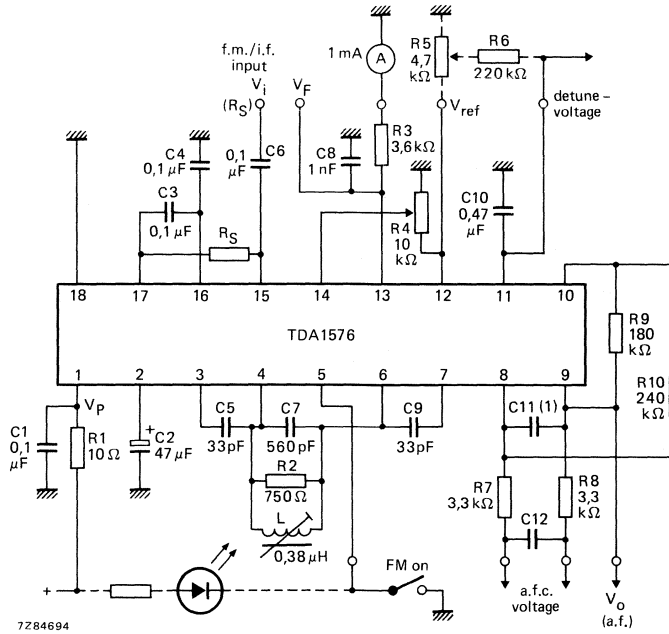 f.m./i.f.
input
Vi
(RS)
VF
1 mA
A
R5
4,7
kΩ
R6
220 kΩ
Vref
detune-
voltage
R3
3,6 kΩ
C4
0,1 μF
C3
0,1 μF
0,1
μF
C6
C8
1 nF
RS
R4
10
kΩ
C10
0,47
μF
18
17
16
15
14
13
12
11
10
TDA1576
1
2
3
4
5
6
7
8
9
R9
180
kΩ
R10
240
kΩ
VP
C1
0,1
μF
R1
10 Ω
+
C2
47 μF
C5
33pF
C7
560 pF
C9
33pF
R2
750 Ω
L
0,38 μH
C11 (1)
R7
3,3 kΩ
R8
3,3
kΩ
C12
+
FM on
a.f.c.
voltage
Vo
(a.f.)
7Z84694